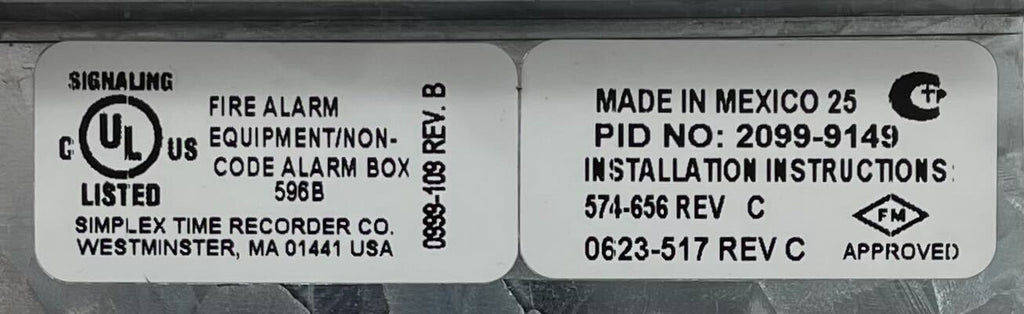 SIGNALING
C UL US
LISTED
FIRE ALARM
EQUIPMENT/NON-
CODE ALARM BOX
596B
SIMPLEX TIME RECORDER CO.
WESTMINSTER, MA 01441 USA
0999-109 REV. B
MADE IN MEXICO 25
PID NO: 2099-9149
INSTALLATION INSTRUCTIONS:
574-656 REV C
0623-517 REV C
FM
APPROVED